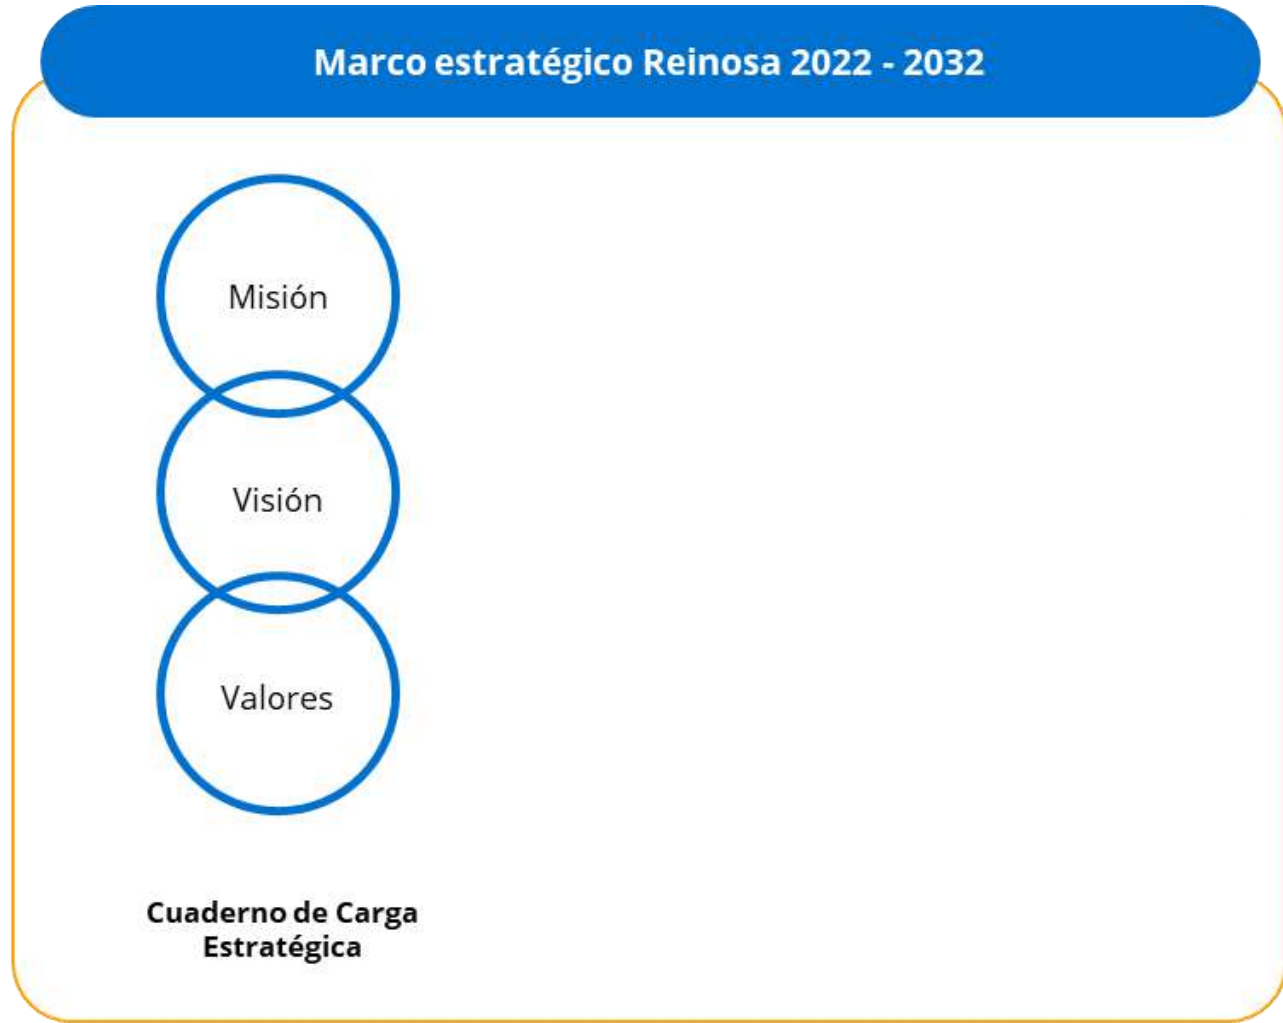 Marco estratégico Reinosa 2022 - 2032
Misión
Visión
Valores
Cuaderno de Carga
Estratégica